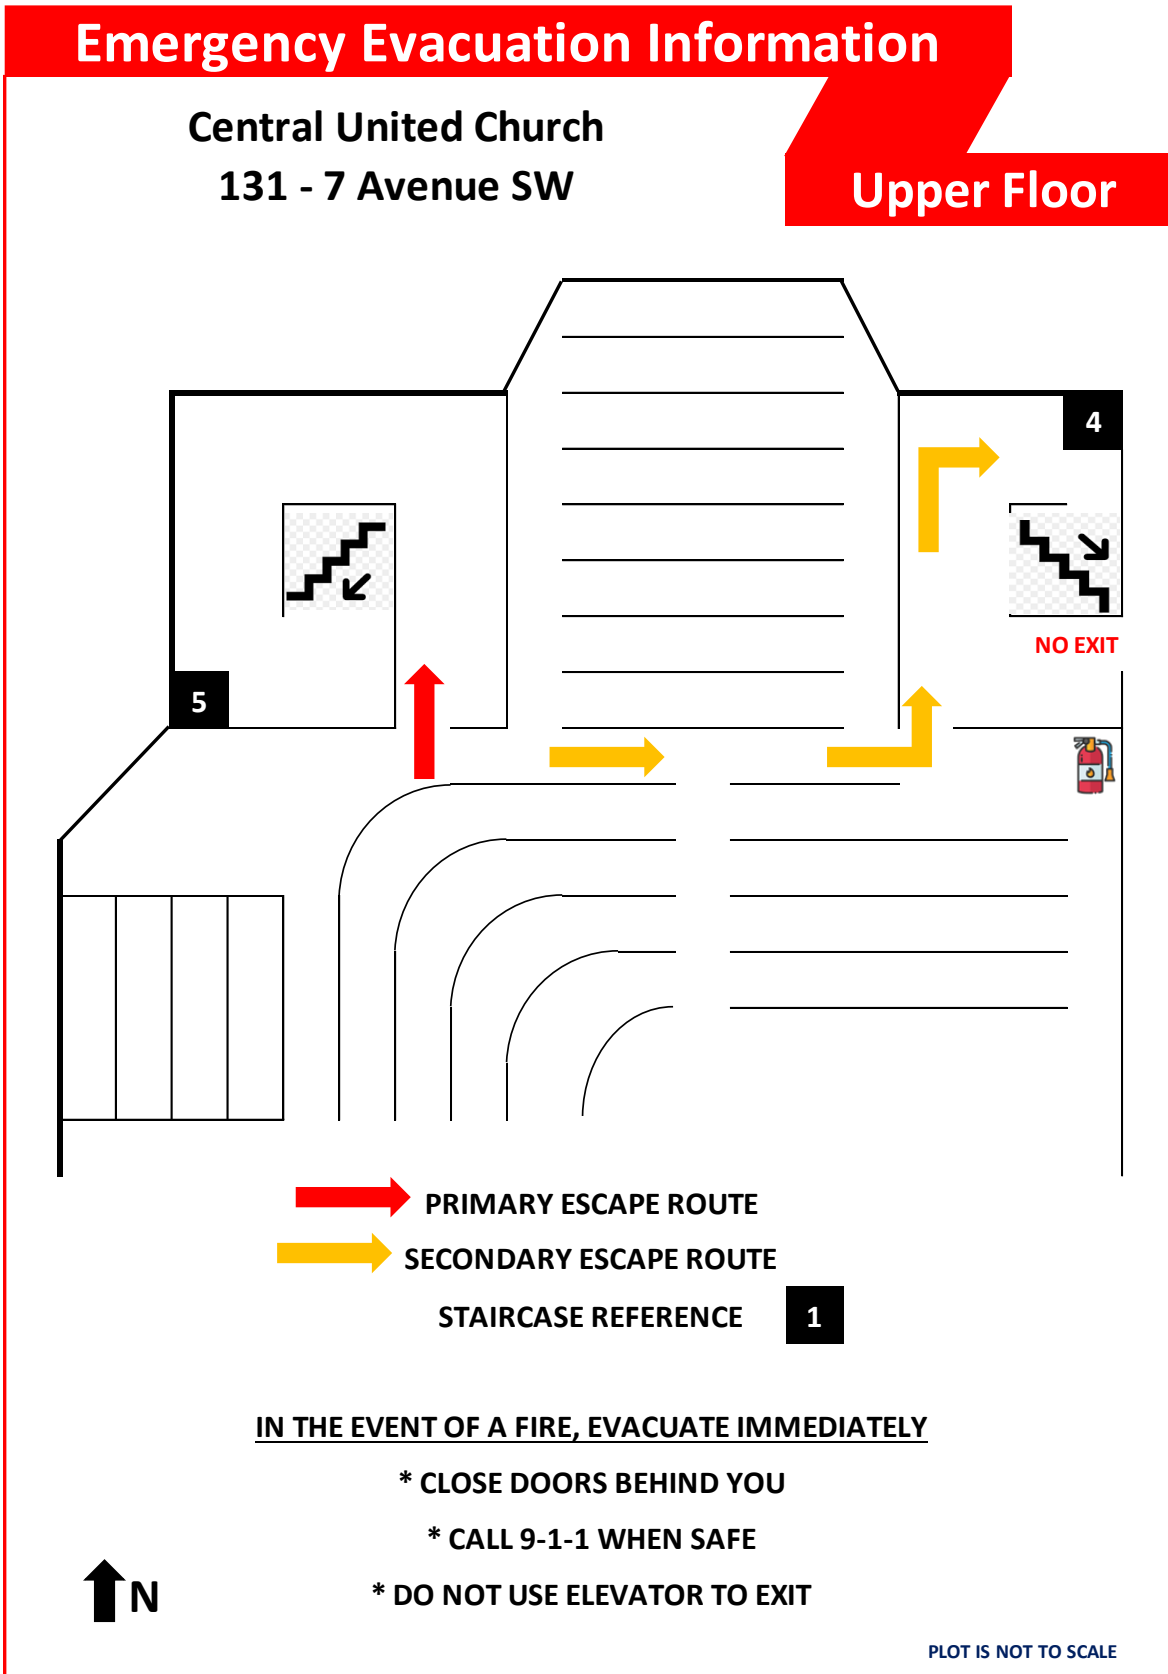 Emergency Evacuation Information
Central United Church
131 - 7 Avenue SW
Upper Floor
4
NO EXIT
5
PRIMARY ESCAPE ROUTE
SECONDARY ESCAPE ROUTE
STAIRCASE REFERENCE 1
IN THE EVENT OF A FIRE, EVACUATE IMMEDIATELY
* CLOSE DOORS BEHIND YOU
* CALL 9-1-1 WHEN SAFE
* DO NOT USE ELEVATOR TO EXIT
N
PLOT IS NOT TO SCALE